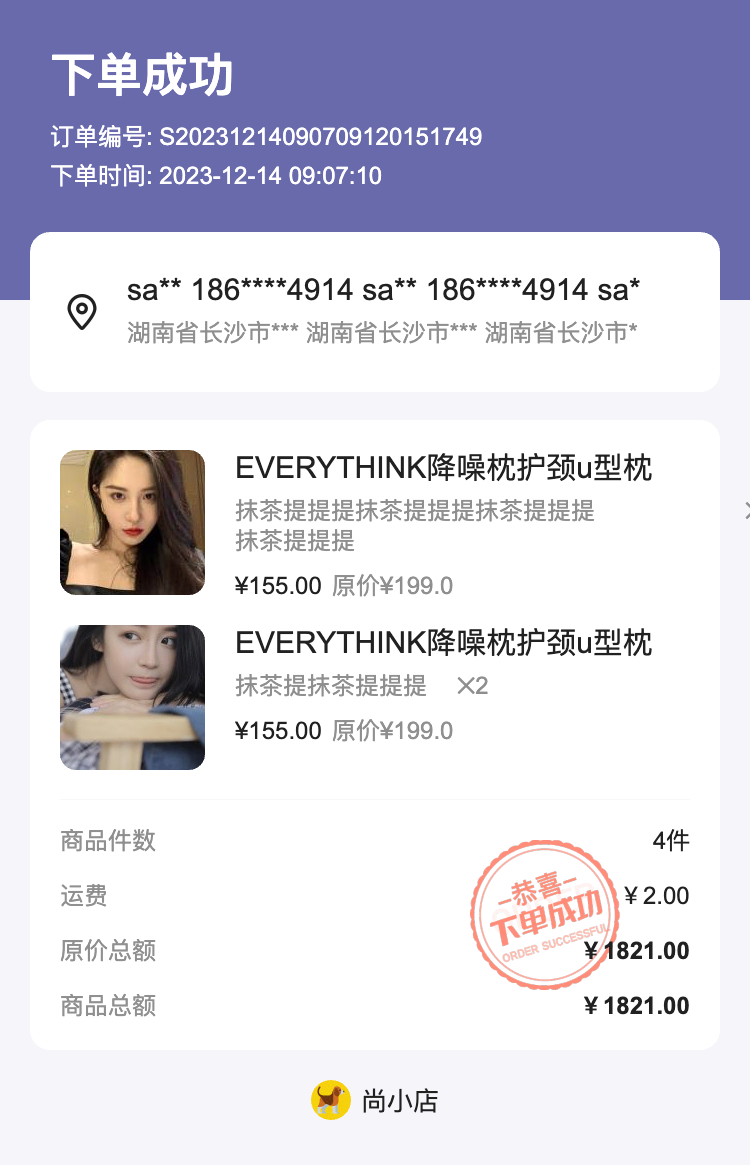 下单成功
订单编号: S20231214090709120151749
下单时间: 2023-12-14 09:07:10
sa** 186****4914 sa** 186****4914 sa*
湖南省长沙市*** 湖南省长沙市*** 湖南省长沙市*
EVERYTHINK降噪枕护颈u型枕
抹茶提提提抹茶提提提抹茶提提提
抹茶提提提
¥155.00 原价¥199.0
EVERYTHINK降噪枕护颈u型枕
抹茶提抹茶提提提 ×2
¥155.00 原价¥199.0
商品件数 4件
运费 ¥2.00
恭喜
下单成功
ORDER SUCCESSFUL
原价总额 ¥1821.00
商品总额 ¥1821.00
尚小店